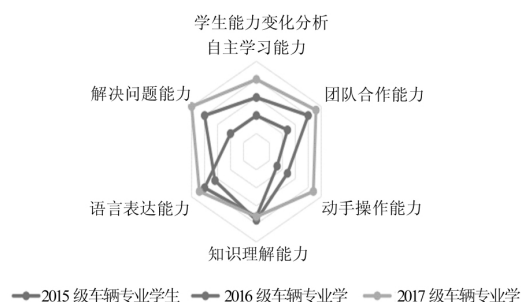 学生能力变化分析
自主学习能力
解决问题能力
团队合作能力
语言表达能力
动手操作能力
知识理解能力
2015 级车辆专业学生 2016 级车辆专业学 2017 级车辆专业学